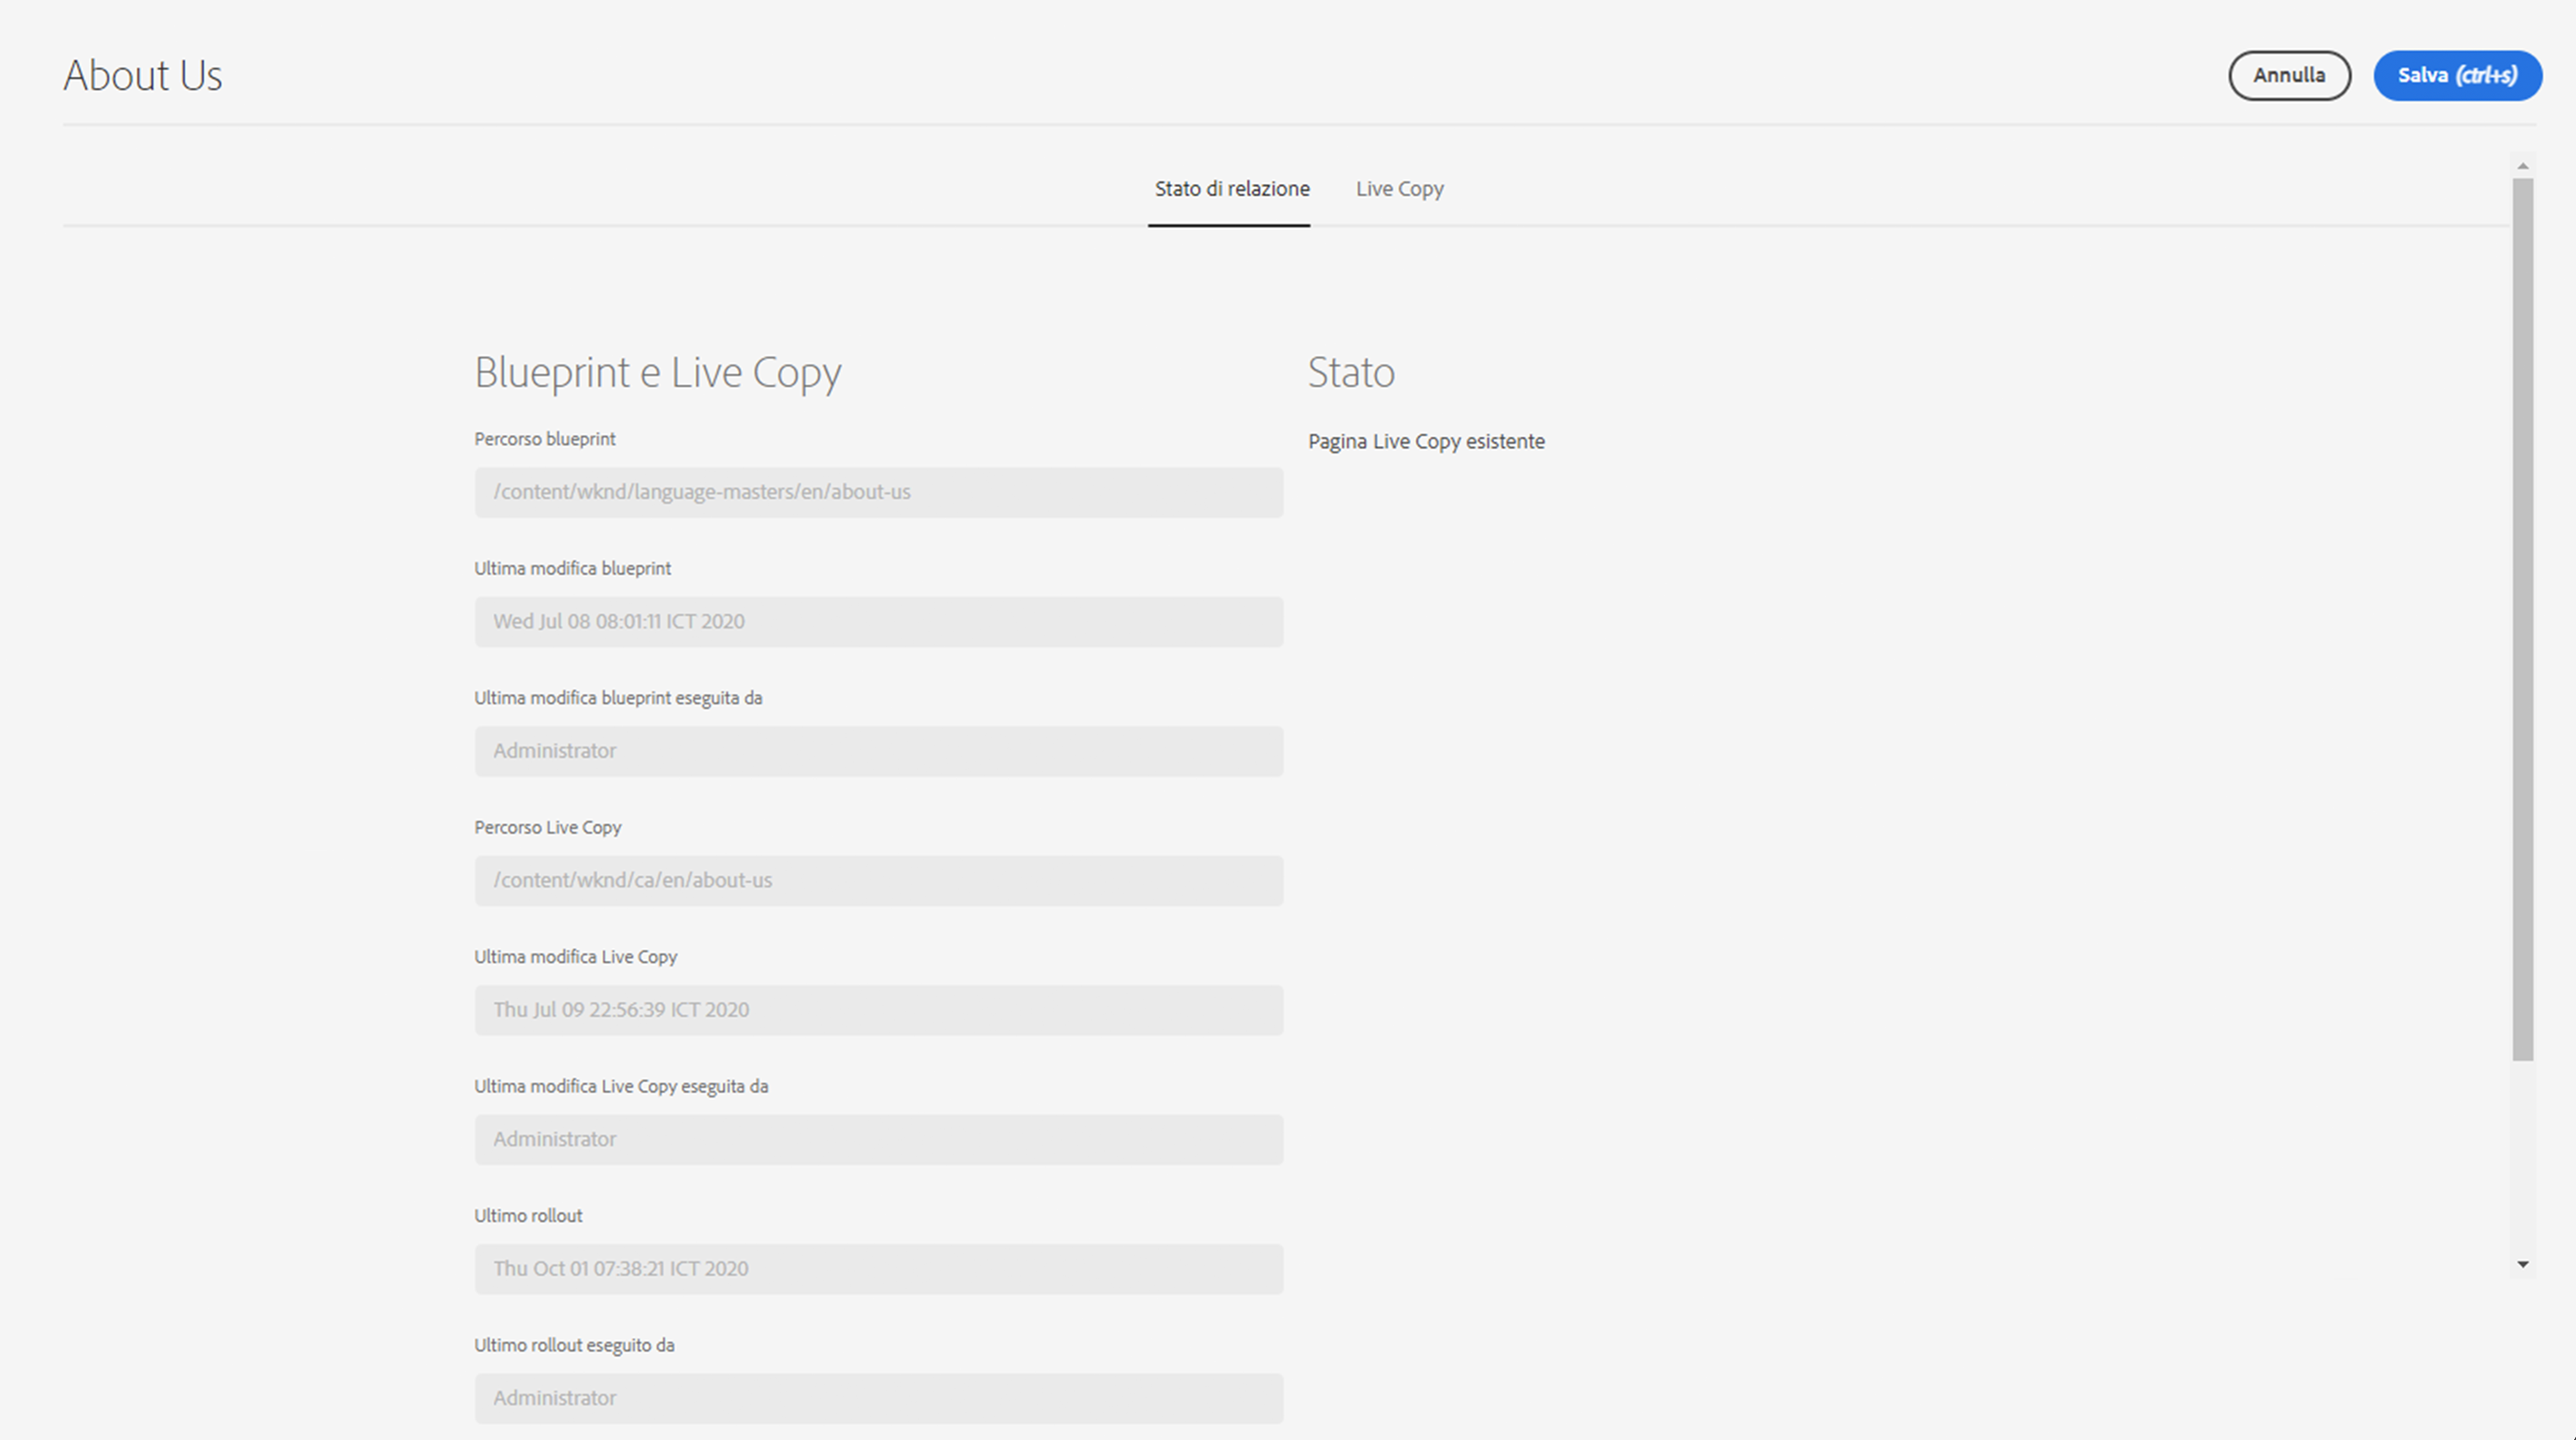 About Us
Annulla
Salva (ctrl+s)
Stato di relazione
Live Copy
Blueprint e Live Copy
Percorso blueprint
/content/wknd/language-masters/en/about-us
Ultima modifica blueprint
Wed Jul 08 08:01:11 ICT 2020
Ultima modifica blueprint eseguita da
Administrator
Percorso Live Copy
/content/wknd/ca/en/about-us
Ultima modifica Live Copy
Thu Jul 09 22:56:39 ICT 2020
Ultima modifica Live Copy eseguita da
Administrator
Ultimo rollout
Thu Oct 01 07:38:21 ICT 2020
Ultimo rollout eseguito da
Administrator
Stato
Pagina Live Copy esistente